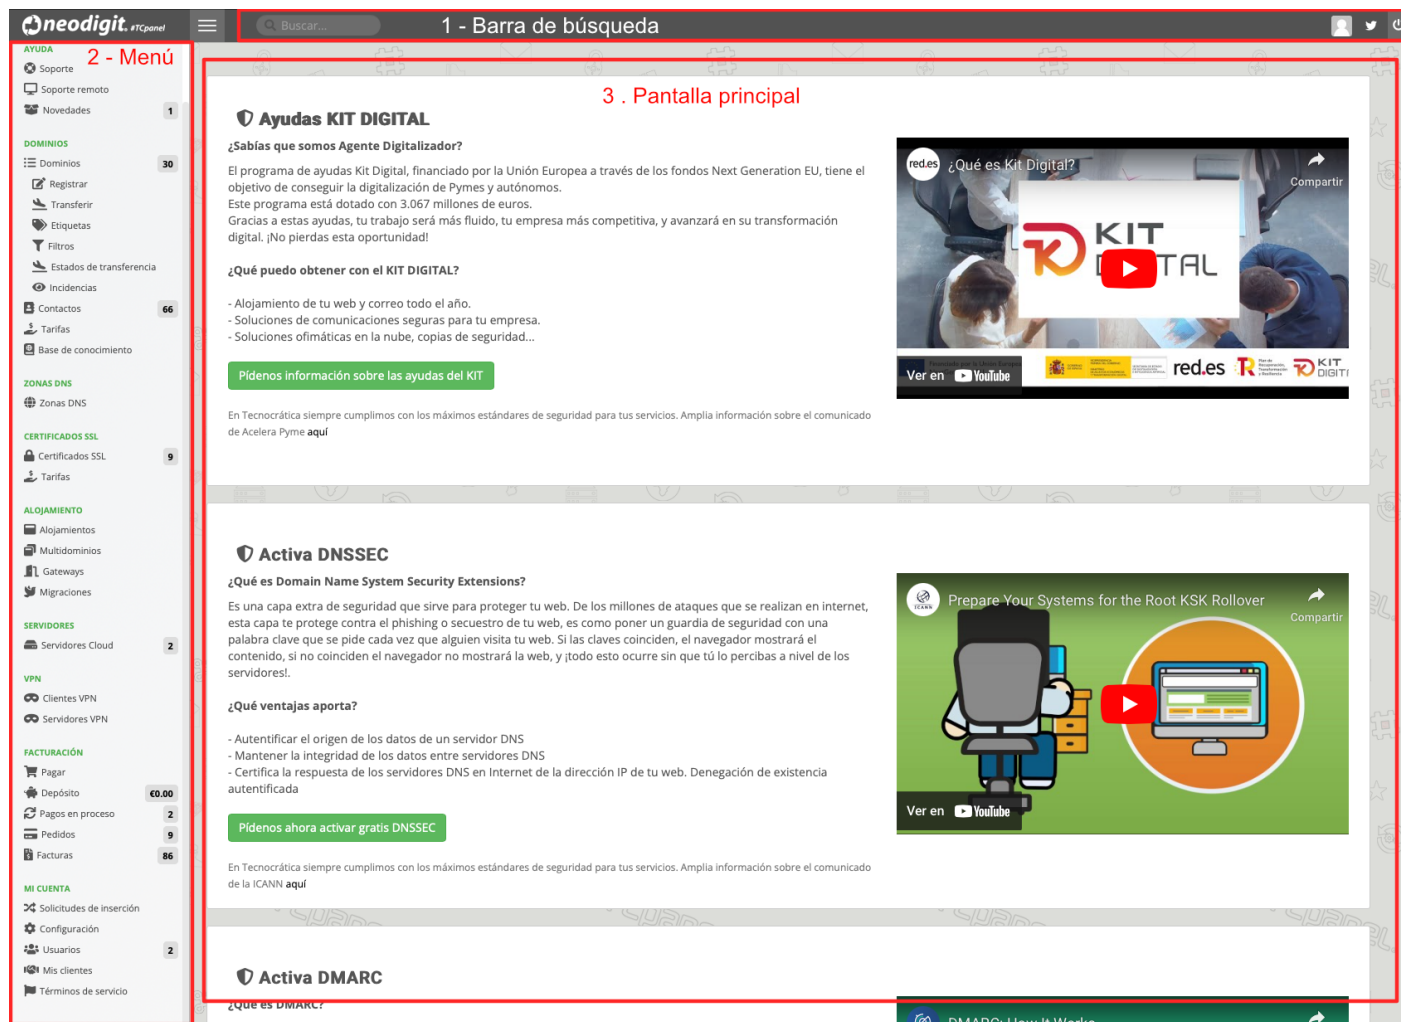 neodigit. #TCpanel
Buscar...
1 - Barra de búsqueda
2 - Menú
AYUDA
Soporte
Soporte remoto
Novedades 1
DOMINIOS
Dominios 30
Registrar
Transferir
Etiquetas
Filtros
Estados de transferencia
Incidencias
Contactos 66
Tarifas
Base de conocimiento
ZONAS DNS
Zonas DNS
CERTIFICADOS SSL
Certificados SSL 9
Tarifas
ALOJAMIENTO
Alojamientos
Multidominios
Gateways
Migraciones
SERVIDORES
Servidores Cloud 2
VPN
Clientes VPN
Servidores VPN
FACTURACIÓN
Pagar
Depósito €0.00
Pagos en proceso 2
Pedidos 9
Facturas 86
MI CUENTA
Solicitudes de inserción
Configuración
Usuarios 2
Mis clientes
Términos de servicio
3 . Pantalla principal
Ayudas KIT DIGITAL
¿Sabías que somos Agente Digitalizador?
El programa de ayudas Kit Digital, financiado por la Unión Europea a través de los fondos Next Generation EU, tiene el
objetivo de conseguir la digitalización de Pymes y autónomos.
Este programa está dotado con 3.067 millones de euros.
Gracias a estas ayudas, tu trabajo será más fluido, tu empresa más competitiva, y avanzará en su transformación
digital. ¡No pierdas esta oportunidad!
¿Qué puedo obtener con el KIT DIGITAL?
- Alojamiento de tu web y correo todo el año.
- Soluciones de comunicaciones seguras para tu empresa.
- Soluciones ofimáticas en la nube, copias de seguridad...
Pídenos información sobre las ayudas del KIT
En Tecnocrática siempre cumplimos con los máximos estándares de seguridad para tus servicios. Amplia información sobre el comunicado
de Acelera Pyme aquí
red.es ¿Qué es Kit Digital?
Compartir
KIT
Ver en YouTube
red.es
KIT
Activa DNSSEC
¿Qué es Domain Name System Security Extensions?
Es una capa extra de seguridad que sirve para proteger tu web. De los millones de ataques que se realizan en internet,
esta capa te protege contra el phishing o secuestro de tu web, es como poner un guardia de seguridad con una
palabra clave que se pide cada vez que alguien visita tu web. Si las claves coinciden, el navegador mostrará el
contenido, si no coinciden el navegador no mostrará la web, y ¡todo esto ocurre sin que tú lo percibas a nivel de los
servidores!.
¿Qué ventajas aporta?
- Autentificar el origen de los datos de un servidor DNS
- Mantener la integridad de los datos entre servidores DNS
- Certifica la respuesta de los servidores DNS en Internet de la dirección IP de tu web. Denegación de existencia
autentificada
Pídenos ahora activar gratis DNSSEC
En Tecnocrática siempre cumplimos con los máximos estándares de seguridad para tus servicios. Amplia información sobre el comunicado
de la ICANN aquí
ICANN Prepare Your Systems for the Root KSK Rollover
Compartir
Ver en YouTube
Activa DMARC
¿Qué es DMARC?
DMARC: How It Works